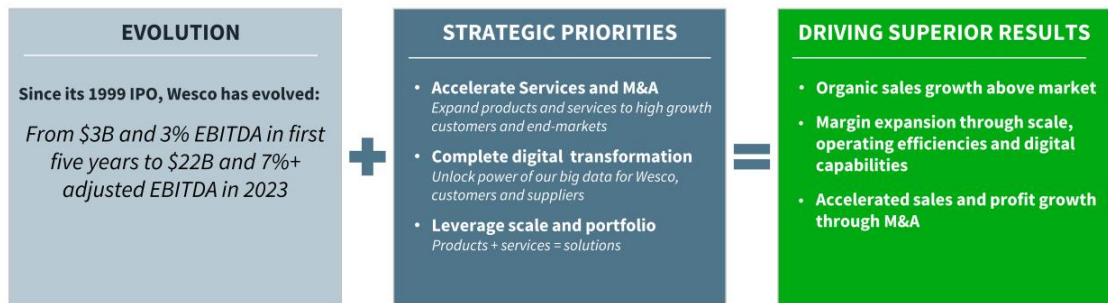 EVOLUTION
Since its 1999 IPO, Wesco has evolved:
From $3B and 3% EBITDA in first
five years to $22B and 7%+
adjusted EBITDA in 2023
+
STRATEGIC PRIORITIES
• Accelerate Services and M&A
Expand products and services to high growth
customers and end-markets
• Complete digital transformation
Unlock power of our big data for Wesco,
customers and suppliers
• Leverage scale and portfolio
Products + services = solutions
=
DRIVING SUPERIOR RESULTS
• Organic sales growth above market
• Margin expansion through scale,
operating efficiencies and digital
capabilities
• Accelerated sales and profit growth
through M&A